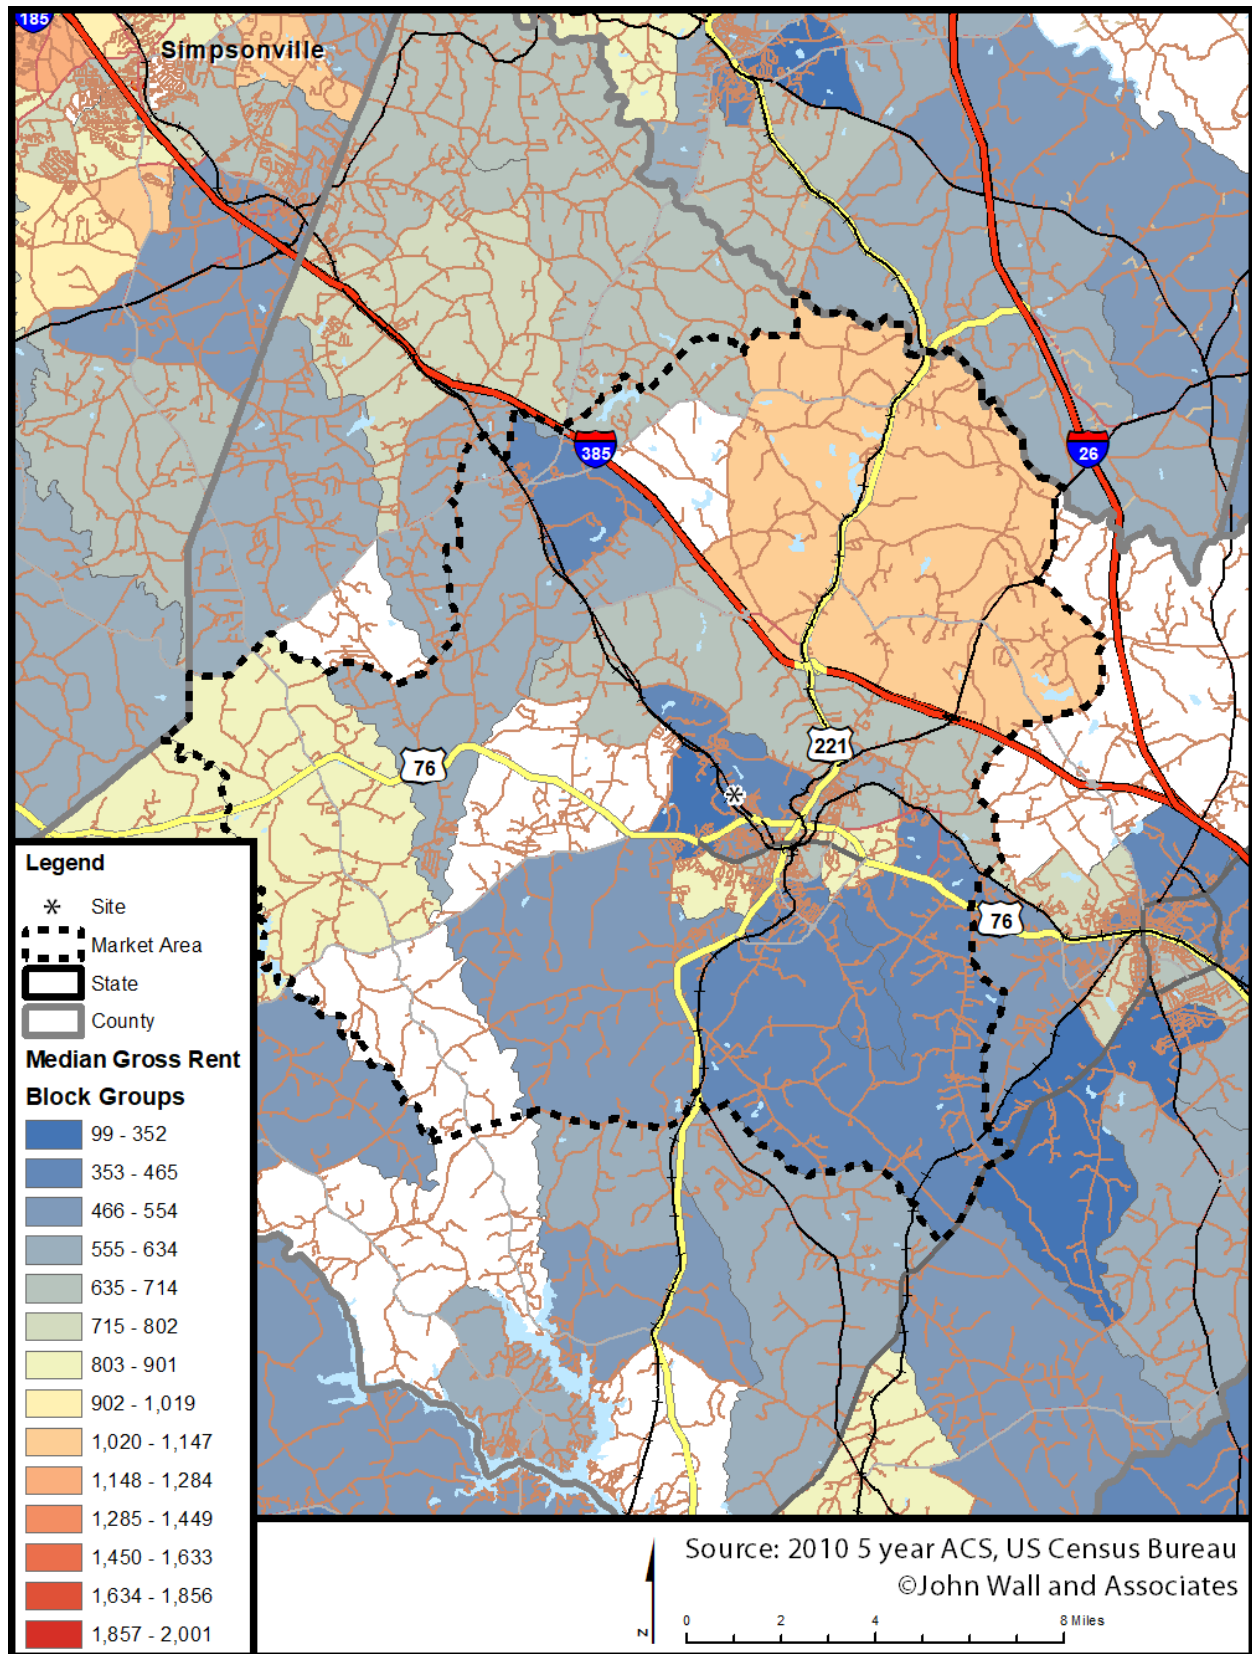 185
Simpsonville
385
26
221
76
76
Legend
Site
Market Area
State
County
Median Gross Rent
Block Groups
99 - 352
353 - 465
466 - 554
555 - 634
635 - 714
715 - 802
803 - 901
902 - 1,019
1,020 - 1,147
1,148 - 1,284
1,285 - 1,449
1,450 - 1,633
1,634 - 1,856
1,857 - 2,001
Source: 2010 5 year ACS, US Census Bureau
©John Wall and Associates
N
0 2 4 8 Miles